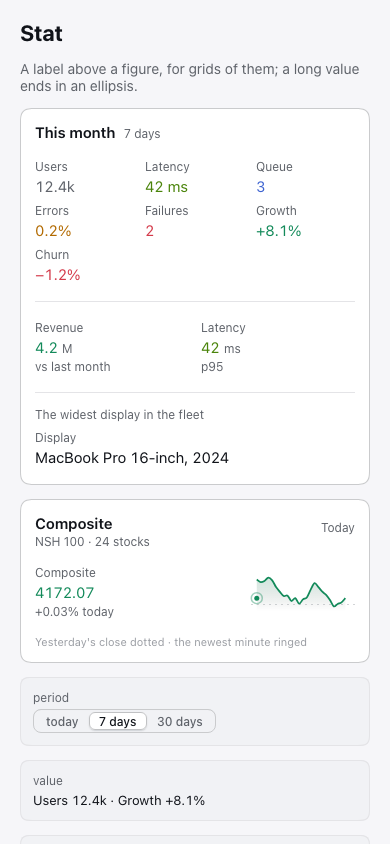 Stat
A label above a figure, for grids of them; a long value
ends in an ellipsis.
This month 7 days
Users Latency Queue
12.4k 42 ms 3
Errors Failures Growth
0.2% 2 +8.1%
Churn
−1.2%
Revenue Latency
4.2 M 42 ms
vs last month p95
The widest display in the fleet
Display
MacBook Pro 16-inch, 2024
Composite Today
NSH 100 · 24 stocks
Composite
4172.07
+0.03% today
Yesterday's close dotted · the newest minute ringed
period
today 7 days 30 days
value
Users 12.4k · Growth +8.1%